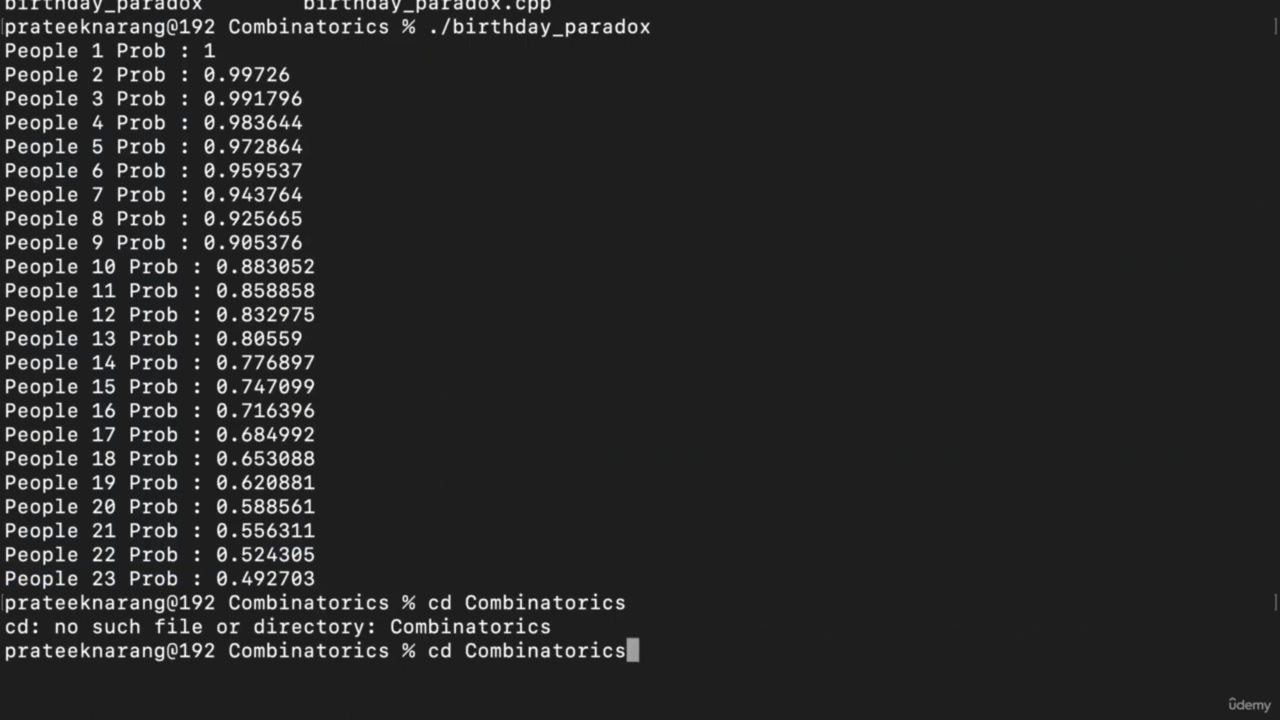 birthday_paradox birthday_paradox.cpp
prateeknarang@192 Combinatorics % ./birthday_paradox
People 1 Prob : 1
People 2 Prob : 0.99726
People 3 Prob : 0.991796
People 4 Prob : 0.983644
People 5 Prob : 0.972864
People 6 Prob : 0.959537
People 7 Prob : 0.943764
People 8 Prob : 0.925665
People 9 Prob : 0.905376
People 10 Prob : 0.883052
People 11 Prob : 0.858858
People 12 Prob : 0.832975
People 13 Prob : 0.80559
People 14 Prob : 0.776897
People 15 Prob : 0.747099
People 16 Prob : 0.716396
People 17 Prob : 0.684992
People 18 Prob : 0.653088
People 19 Prob : 0.620881
People 20 Prob : 0.588561
People 21 Prob : 0.556311
People 22 Prob : 0.524305
People 23 Prob : 0.492703
prateeknarang@192 Combinatorics % cd Combinatorics
cd: no such file or directory: Combinatorics
prateeknarang@192 Combinatorics % cd Combinatorics
ûdemy